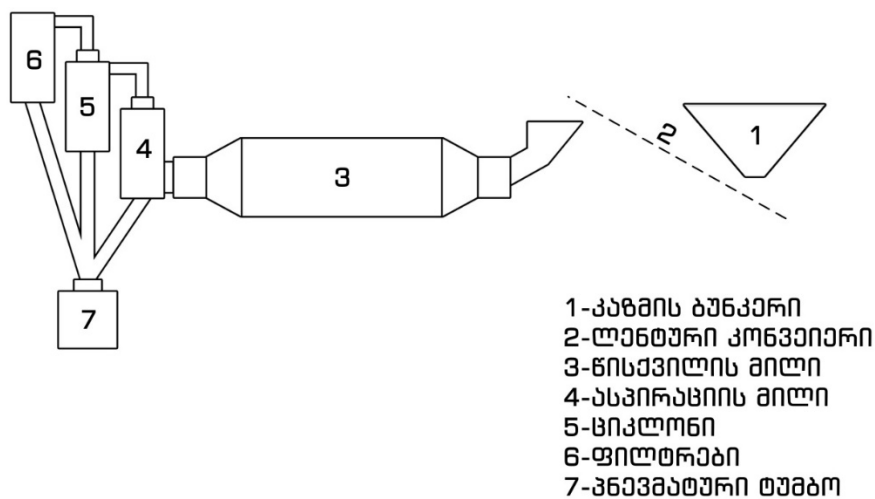 6
5
4
3
2
1
7
1-კაზმის ბუნკერი
2-ლენტური კონვეიერი
3-წისქვილის მილი
4-ასპირაციის მილი
5-ციკლონი
6-ფილტრები
7-პნევმატური ტუმბო